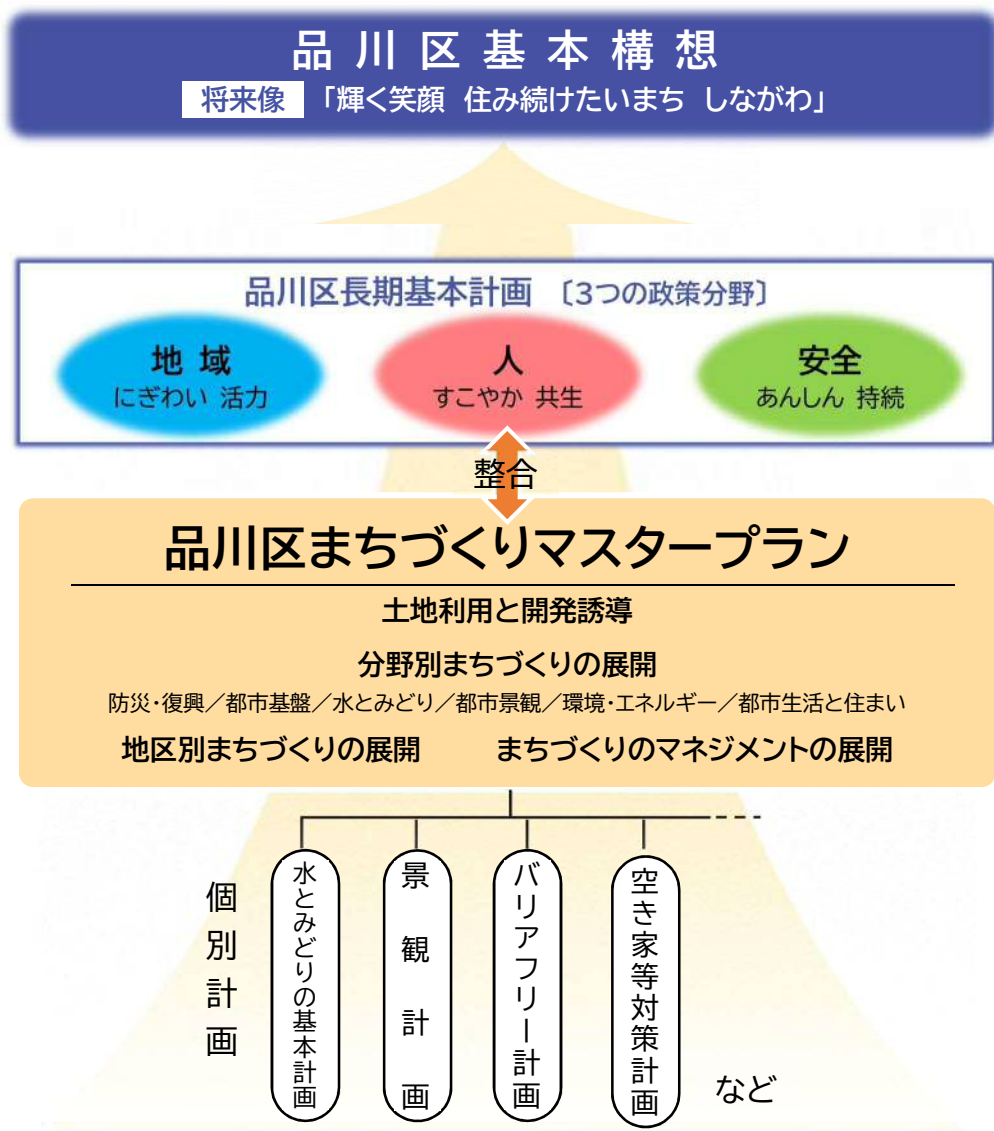 品川区基本構想
将来像 「輝く笑顔 住み続けたいまち しながわ」
品川区長期基本計画 〔3つの政策分野〕
地域
にぎわい 活力
人
すこやか 共生
安全
あんしん 持続
整合
品川区まちづくりマスタープラン
土地利用と開発誘導
分野別まちづくりの展開
防災・復興／都市基盤／水とみどり／都市景観／環境・エネルギー／都市生活と住まい
地区別まちづくりの展開 まちづくりのマネジメントの展開
個別計画
水とみどりの基本計画
景観計画
バリアフリー計画
空き家等対策計画
など